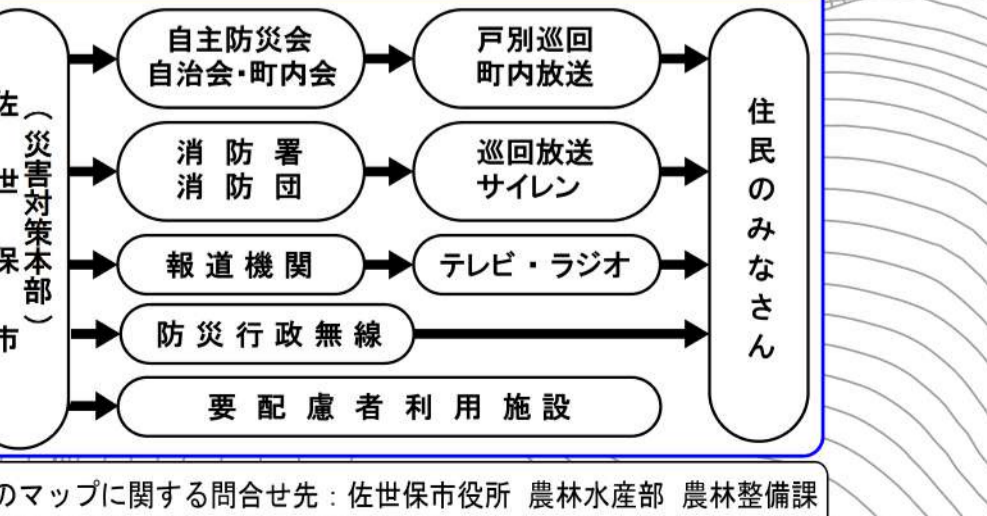 佐世保市
（災害対策本部）
自主防災会
自治会・町内会
戸別巡回
町内放送
消防署
消防団
巡回放送
サイレン
報道機関
テレビ・ラジオ
防災行政無線
要配慮者利用施設
住民のみなさん
のマップに関する問合せ先：佐世保市役所 農林水産部 農林整備課